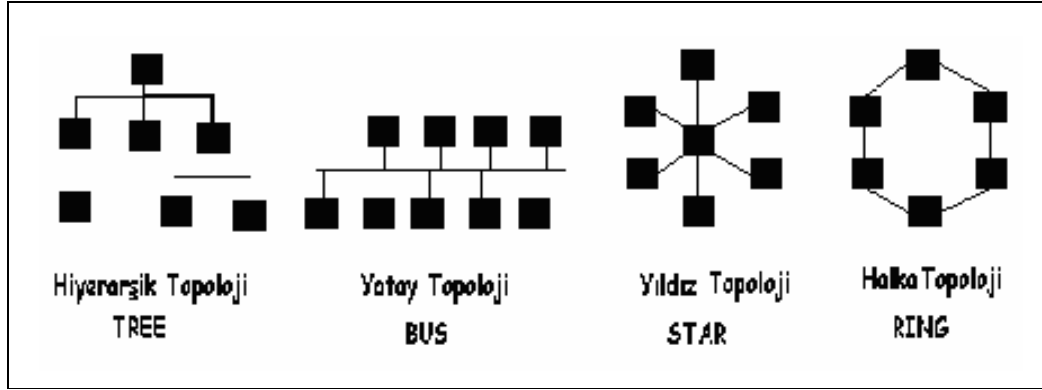 Hiyerarşik Topoloji
TREE
Yatay Topoloji
BUS
Yıldız Topoloji
STAR
Halka Topoloji
RING